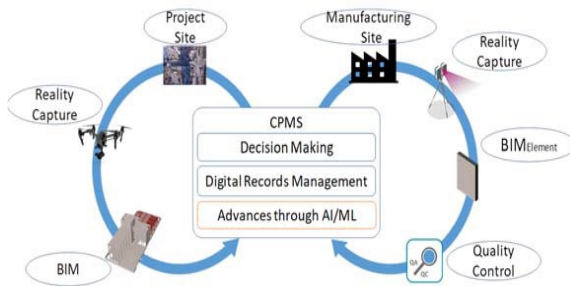 Project
Site
Manufacturing
Site
Reality
Capture
Reality
Capture
CPMS
Decision Making
Digital Records Management
Advances through AI/ML
BIMElement
BIM
QA
QC
Quality
Control